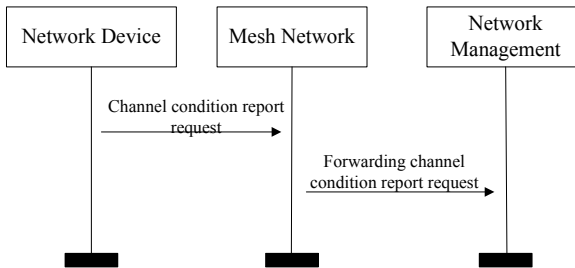 Network Device
Mesh Network
Network
Management
Channel condition report
request
Forwarding channel
condition report request